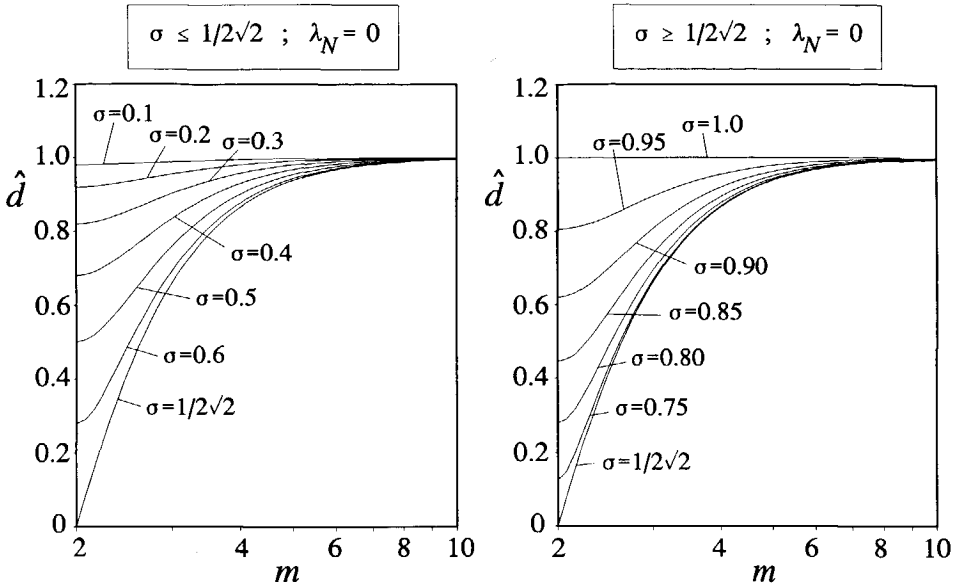 σ ≤ 1/2√2 ; λ_N = 0
1.2
1.0
0.8
0.6
0.4
0.2
0
d̂
σ=0.1
σ=0.2
σ=0.3
σ=0.4
σ=0.5
σ=0.6
σ=1/2√2
2
4
6
8
10
m
σ ≥ 1/2√2 ; λ_N = 0
1.2
1.0
0.8
0.6
0.4
0.2
0
d̂
σ=0.95
σ=1.0
σ=0.90
σ=0.85
σ=0.80
σ=0.75
σ=1/2√2
2
4
6
8
10
m